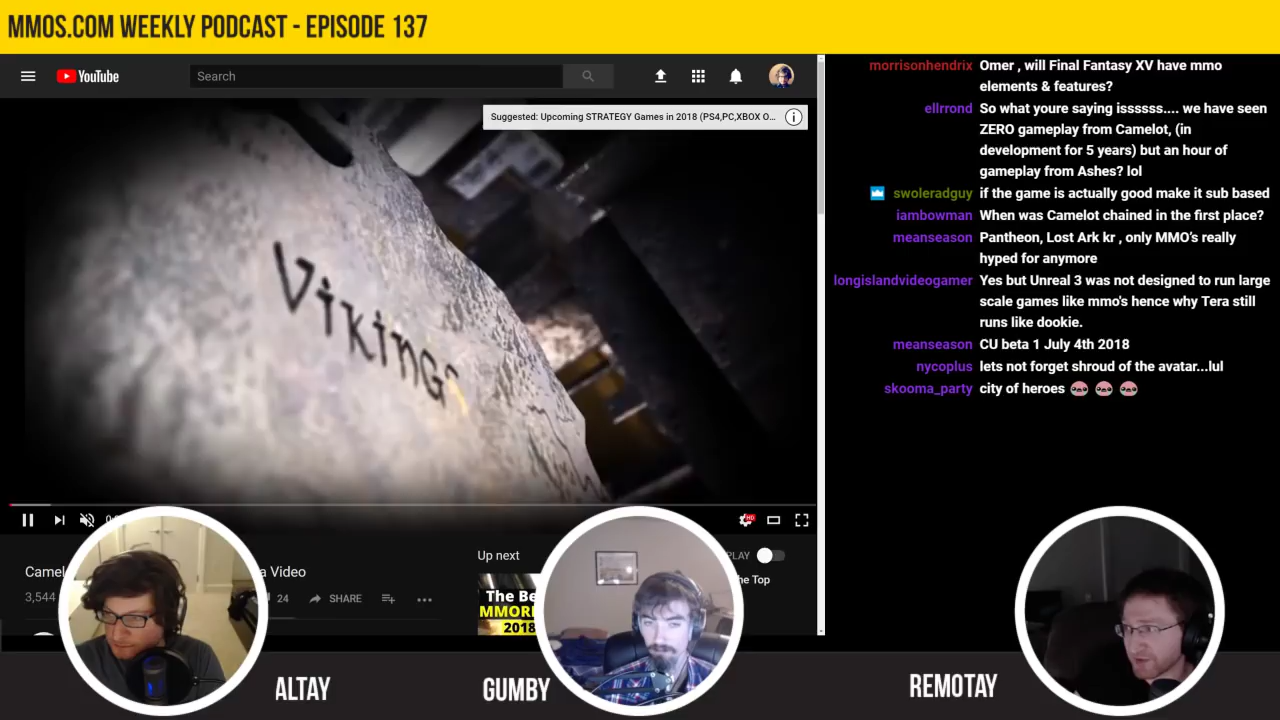 MMOS.COM WEEKLY PODCAST - EPISODE 137
YouTube
Search
Suggested: Upcoming STRATEGY Games in 2018 (PS4,PC,XBOX O...
Vikings
morrisonhendrix Omer , will Final Fantasy XV have mmo
elements & features?
ellrrond So what youre saying issssss.... we have seen
ZERO gameplay from Camelot, (in
development for 5 years) but an hour of
gameplay from Ashes? lol
swoleradguy if the game is actually good make it sub based
iambowman When was Camelot chained in the first place?
meanseason Pantheon, Lost Ark kr , only MMO's really
hyped for anymore
longislandvideogamer Yes but Unreal 3 was not designed to run large
scale games like mmo's hence why Tera still
runs like dookie.
meanseason CU beta 1 July 4th 2018
nycoplus lets not forget shroud of the avatar...lul
skooma_party city of heroes
HD
Up next
PLAY
Camel
a Video
3,544
24
SHARE
The Be
MMOR
2018
he Top
ALTAY
GUMBY
REMOTAY